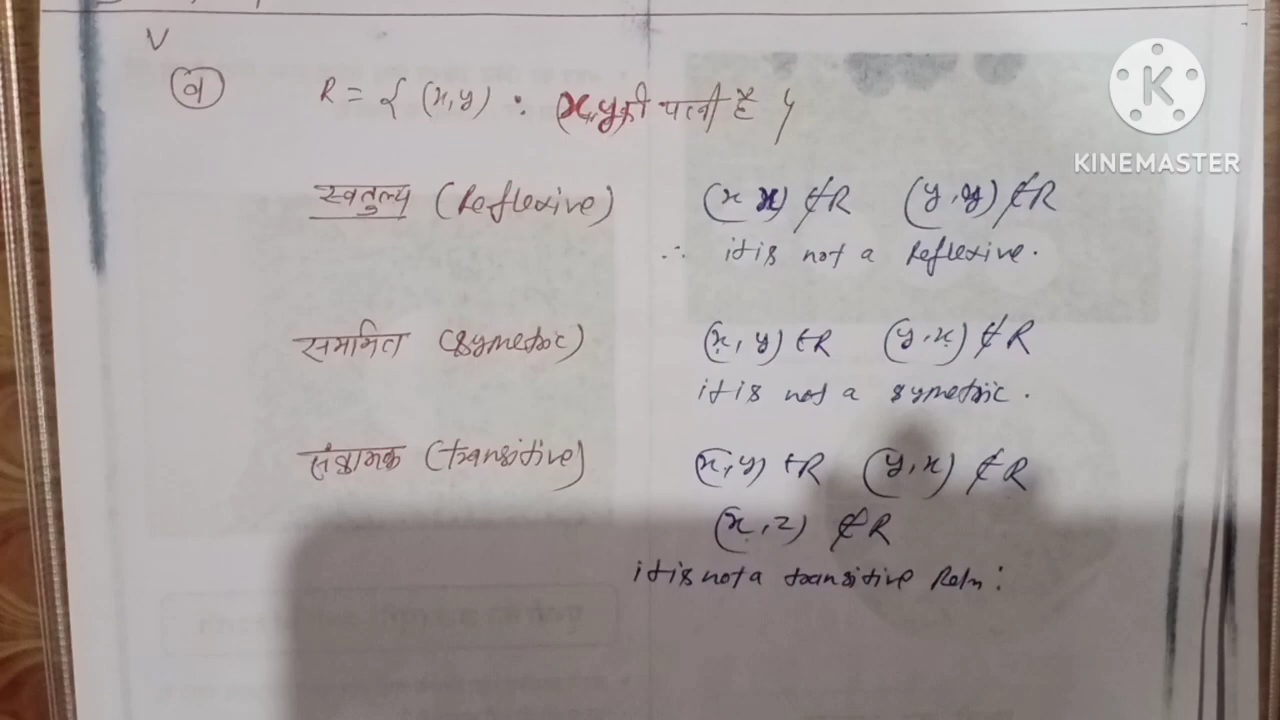 V
(व) R = { (x, y) : (x, y की पत्नी है }
KINEMASTER
स्वतुल्य (Reflexive) (x x) ∉ R (y, y) ∉ R
∴ it is not a Reflexive.
सममित (Symetric) (x, y) ∈ R (y, x) ∉ R
it is not a symetric.
संक्रामक (transitive) (x, y) ∈ R (y, x) ∉ R
(x, z) ∉ R
it is not a transitive Reln: